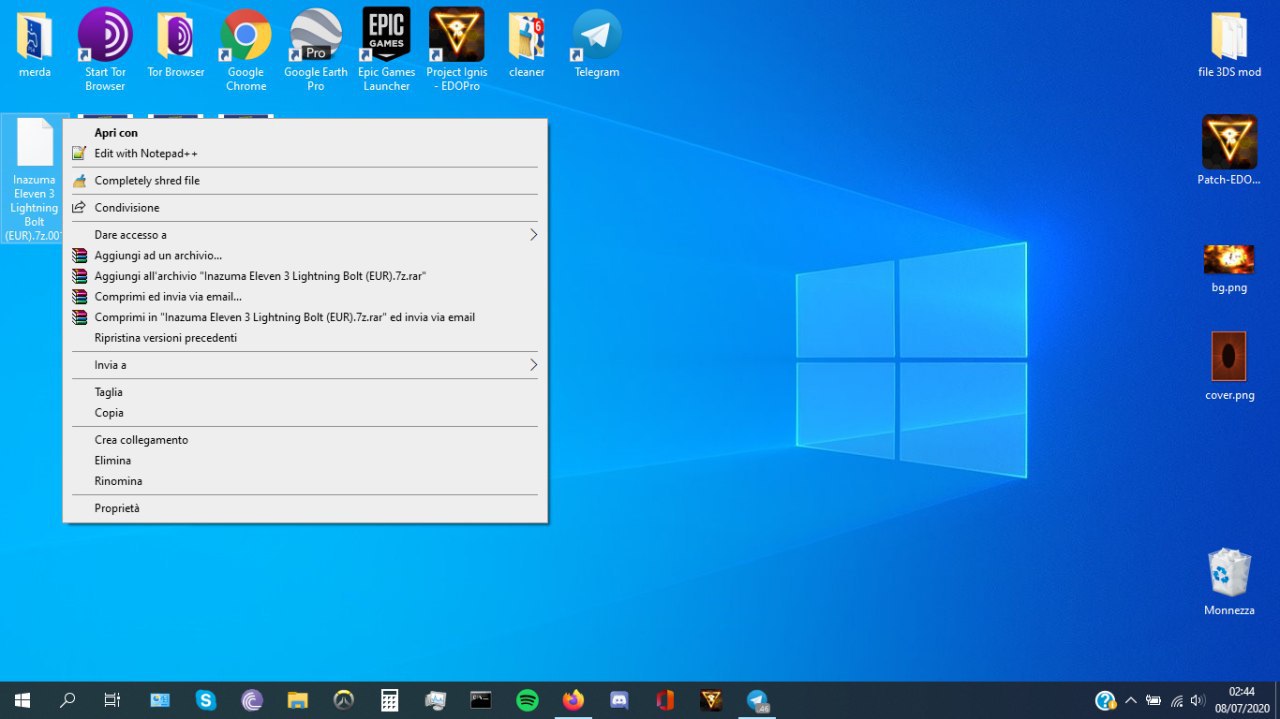 merda
Start Tor
Browser
Tor Browser
Google
Chrome
Google Earth
Pro
Pro
EPIC
GAMES
Epic Games
Launcher
Project Ignis
- EDOPro
6
cleaner
Telegram
file 3DS mod
Inazuma
Eleven 3
Lightning
Bolt
(EUR).7z.001
Apri con
Edit with Notepad++
Completely shred file
Condivisione
Dare accesso a
Aggiungi ad un archivio...
Aggiungi all'archivio "Inazuma Eleven 3 Lightning Bolt (EUR).7z.rar"
Comprimi ed invia via email...
Comprimi in "Inazuma Eleven 3 Lightning Bolt (EUR).7z.rar" ed invia via email
Ripristina versioni precedenti
Invia a
Taglia
Copia
Crea collegamento
Elimina
Rinomina
Proprietà
Patch-EDO...
bg.png
cover.png
Monnezza
46
02:44
08/07/2020